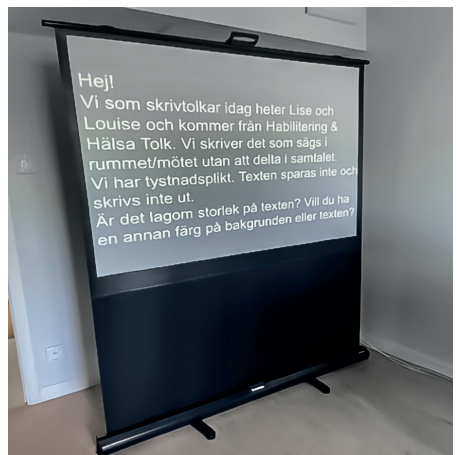 Hej!
Vi som skrivtolkar idag heter Lise och
Louise och kommer från Habilitering &
Hälsa Tolk. Vi skriver det som sägs i
rummet/mötet utan att delta i samtalet.
Vi har tystnadsplikt. Texten sparas inte och
skrivs inte ut.
Är det lagom storlek på texten? Vill du ha
en annan färg på bakgrunden eller texten?